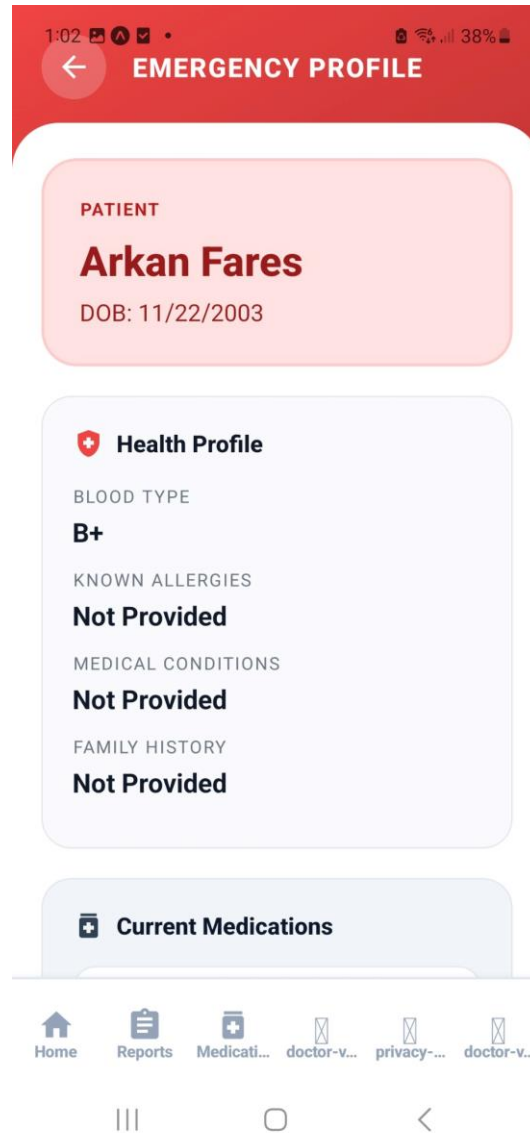 1:02 38%
EMERGENCY PROFILE
PATIENT
Arkan Fares
DOB: 11/22/2003
Health Profile
BLOOD TYPE
B+
KNOWN ALLERGIES
Not Provided
MEDICAL CONDITIONS
Not Provided
FAMILY HISTORY
Not Provided
Current Medications
Home Reports Medicati... doctor-v... privacy-... doctor-v...